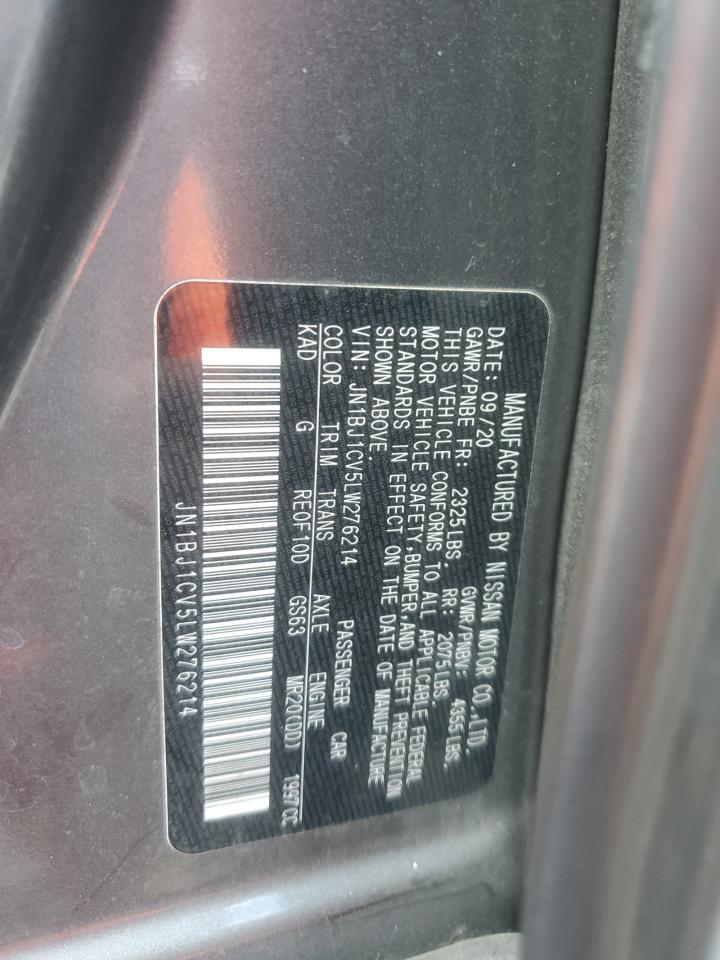 MANUFACTURED BY NISSAN MOTOR CO.,LTD.
DATE: 09/20 GVWR/PNBV: 4355 LBS.
GAWR/PNBE FR: 2325 LBS. RR: 2075 LBS.
THIS VEHICLE CONFORMS TO ALL APPLICABLE FEDERAL
MOTOR VEHICLE SAFETY,BUMPER,AND THEFT PREVENTION
STANDARDS IN EFFECT ON THE DATE OF MANUFACTURE
SHOWN ABOVE.
VIN: JN1BJ1CV5LW276214 PASSENGER CAR
COLOR TRIM TRANS AXLE ENGINE
KAD G RE0F10D GS63 MR20(DD) 1997CC
JN1BJ1CV5LW276214